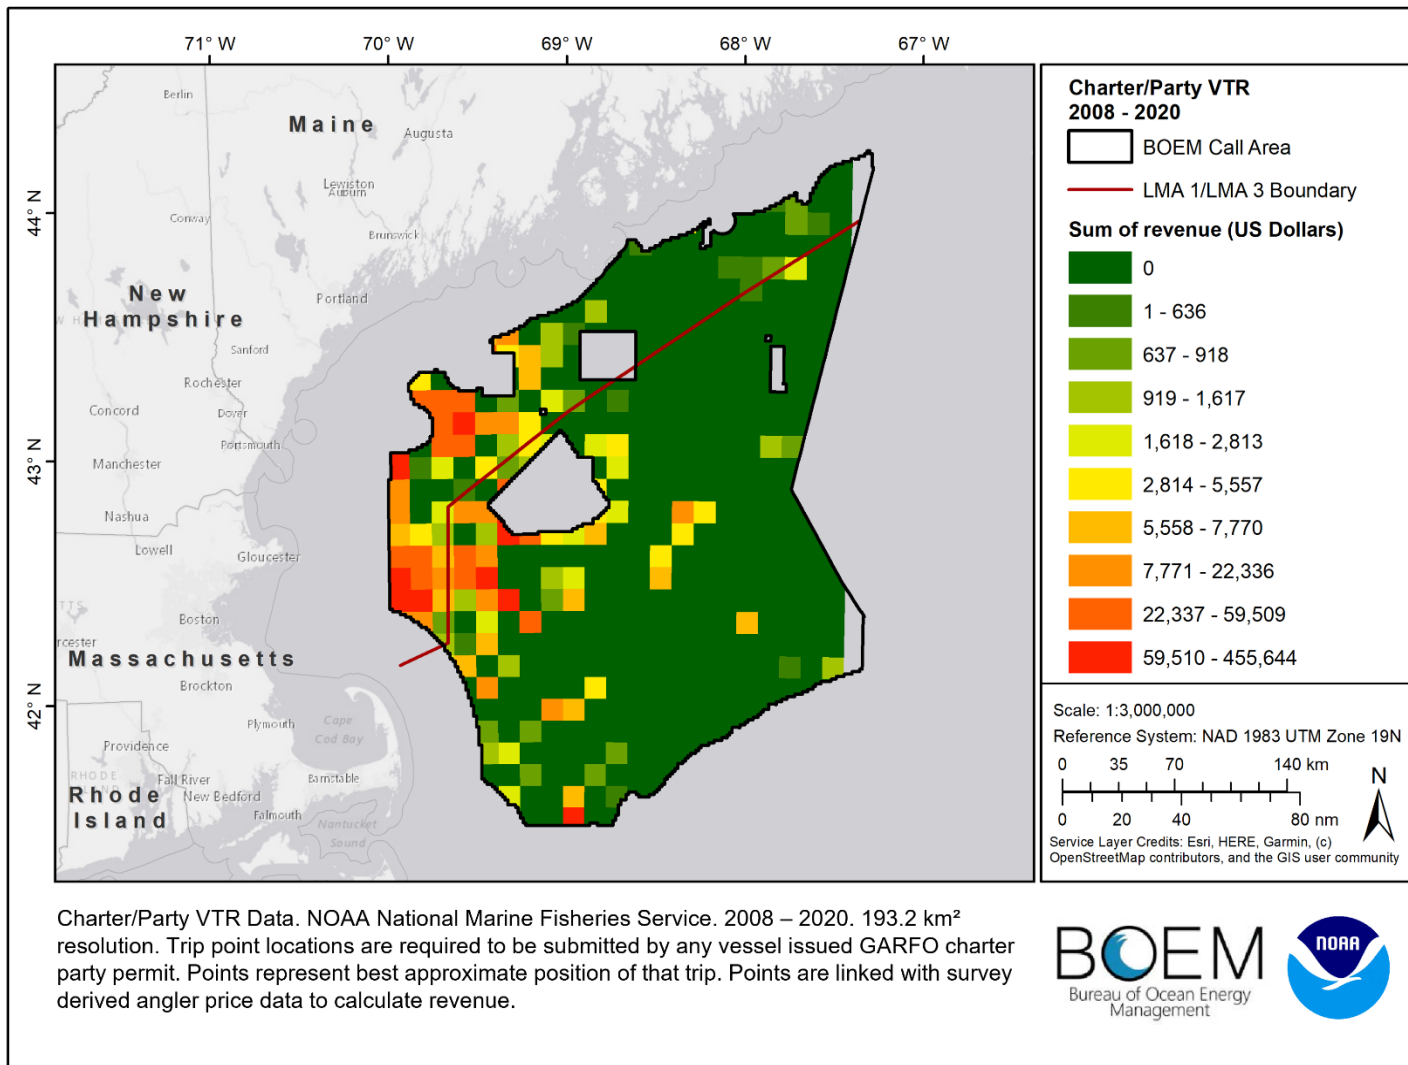 71° W
70° W
69° W
68° W
67° W
44° N
43° N
42° N
Berlin
Maine
Augusta
Lewiston
Auburn
Conway
Brunswick
New
Hampshire
Portland
Sanford
Rochester
Concord
Dover
Portsmouth
Manchester
Nashua
Lowell
Gloucester
Boston
Massachusetts
Brockton
Plymouth
Cape
Cod Bay
Providence
Fall River
Barnstable
RHODE
Rhode
Island
New Bedford
Falmouth
Nantucket
Sound
Charter/Party VTR
2008 - 2020
BOEM Call Area
LMA 1/LMA 3 Boundary
Sum of revenue (US Dollars)
0
1 - 636
637 - 918
919 - 1,617
1,618 - 2,813
2,814 - 5,557
5,558 - 7,770
7,771 - 22,336
22,337 - 59,509
59,510 - 455,644
Scale: 1:3,000,000
Reference System: NAD 1983 UTM Zone 19N
0 35 70 140 km
N
0 20 40 80 nm
Service Layer Credits: Esri, HERE, Garmin, (c)
OpenStreetMap contributors, and the GIS user community
Charter/Party VTR Data. NOAA National Marine Fisheries Service. 2008 – 2020. 193.2 km²
resolution. Trip point locations are required to be submitted by any vessel issued GARFO charter
party permit. Points represent best approximate position of that trip. Points are linked with survey
derived angler price data to calculate revenue.
BOEM
Bureau of Ocean Energy
Management
NOAA